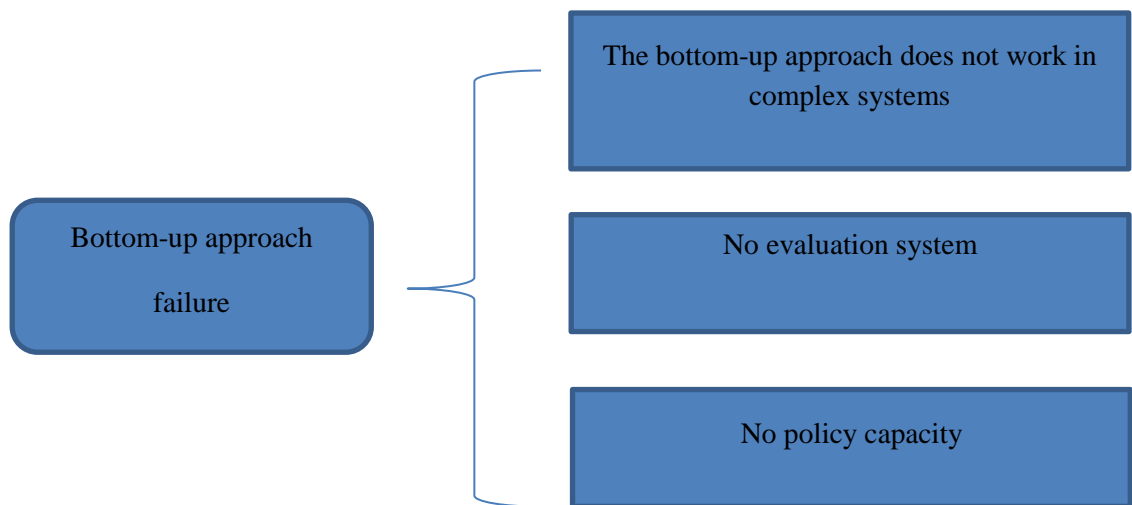 The bottom-up approach does not work in
complex systems
Bottom-up approach
failure
No evaluation system
No policy capacity